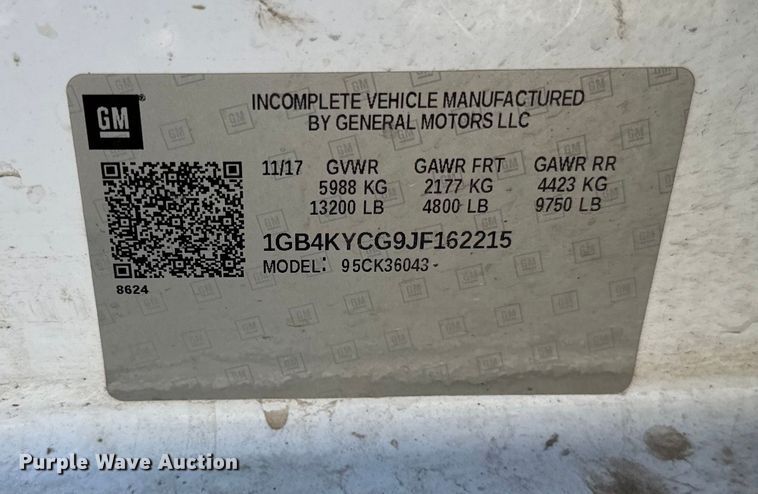 GM
INCOMPLETE VEHICLE MANUFACTURED
BY GENERAL MOTORS LLC
11/17 GVWR GAWR FRT GAWR RR
5988 KG 2177 KG 4423 KG
13200 LB 4800 LB 9750 LB
1GB4KYCG9JF162215
MODEL: 95CK36043-
8624
Purple Wave Auction